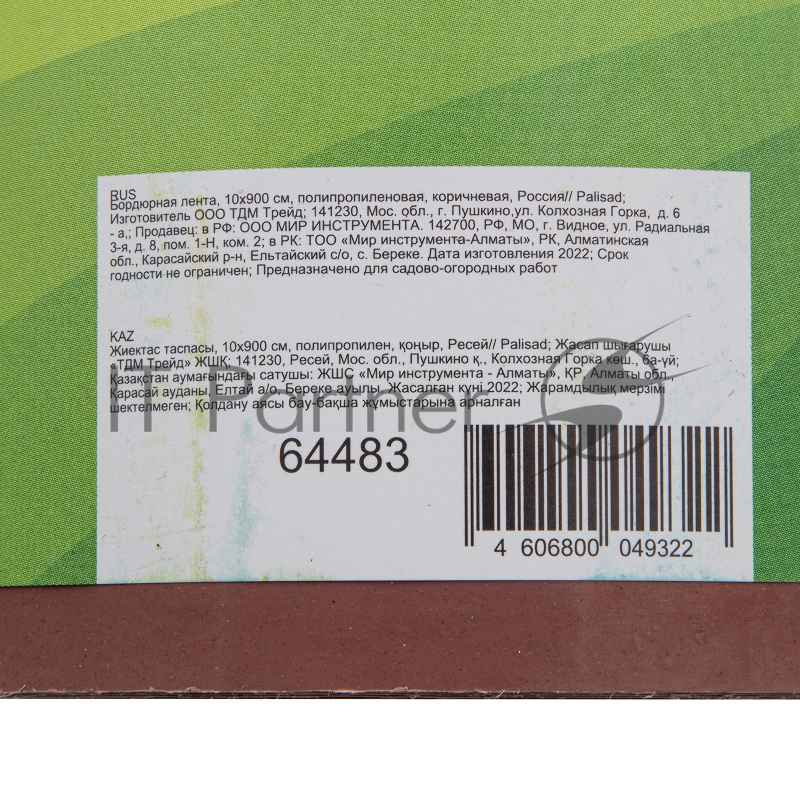 RUS
Бордюрная лента, 10х900 см, полипропиленовая, коричневая, Россия// Palisad;
Изготовитель ООО ТДМ Трейд; 141230, Мос. обл., г. Пушкино,ул. Колхозная Горка, д. 6
- а,; Продавец: в РФ: ООО МИР ИНСТРУМЕНТА. 142700, РФ, МО, г. Видное, ул. Радиальная
3-я, д. 8, пом. 1-Н, ком. 2; в РК: ТОО «Мир инструмента-Алматы», РК, Алматинская
обл., Карасайский р-н, Ельтайский с/о, с. Береке. Дата изготовления 2022; Срок
годности не ограничен; Предназначено для садово-огородных работ
KAZ
Жиектас таспасы, 10х900 см, полипропилен, қоңыр, Ресей// Palisad; Жасап шығарушы
«ТДМ Трейд» ЖШҚ; 141230, Ресей, Мос. обл., Пушкино қ., Колхозная Горка көш., 6а-үй;
Қазақстан аумағындағы сатушы: ЖШС «Мир инструмента - Алматы», ҚР, Алматы обл.,
Қарасай ауданы, Елтай а/о, Береке ауылы. Жасалған күні 2022; Жарамдылық мерзімі
шектелмеген; Қолдану аясы бау-бақша жұмыстарына арналған
IT Partner
64483
4 606800 049322